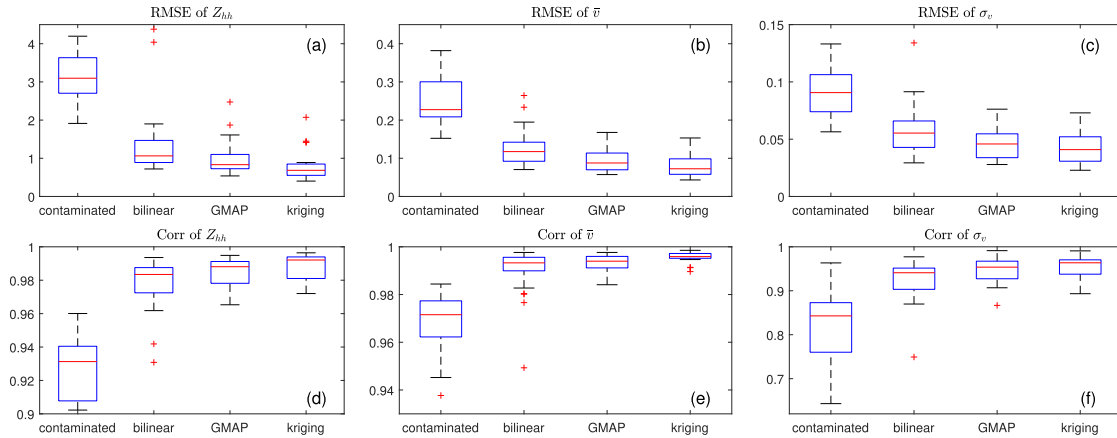 RMSE of Z_hh
RMSE of v̄
RMSE of σ_v
(a)
(b)
(c)
4
3
2
1
0
0.4
0.3
0.2
0.1
0
0.15
0.1
0.05
0
contaminated bilinear GMAP kriging
contaminated bilinear GMAP kriging
contaminated bilinear GMAP kriging
Corr of Z_hh
Corr of v̄
Corr of σ_v
1
0.98
0.96
0.94
0.92
0.9
1
0.98
0.96
0.94
1
0.9
0.8
0.7
(d)
(e)
(f)
contaminated bilinear GMAP kriging
contaminated bilinear GMAP kriging
contaminated bilinear GMAP kriging